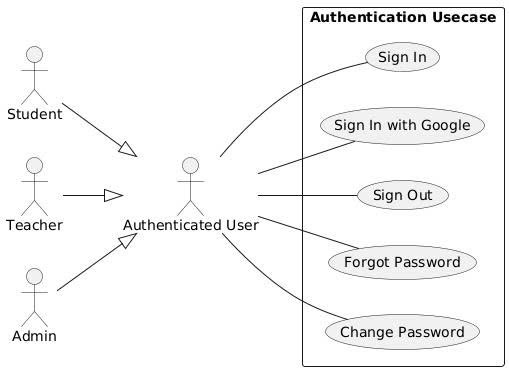 Authentication Usecase
Sign In
Student
Sign In with Google
Teacher
Authenticated User
Sign Out
Forgot Password
Admin
Change Password